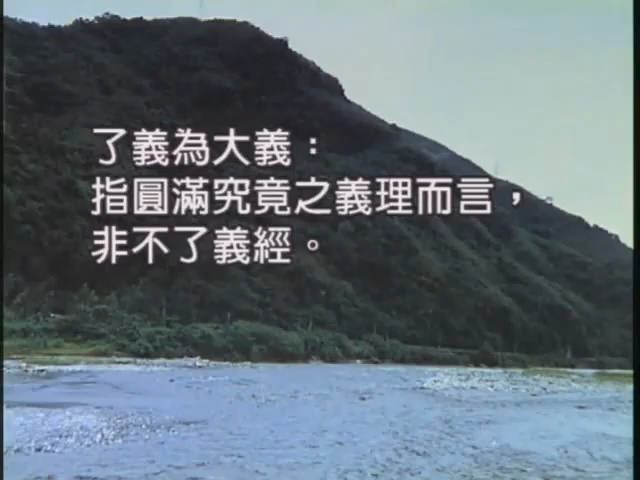 了義為大義：
指圓滿究竟之義理而言，
非不了義經。